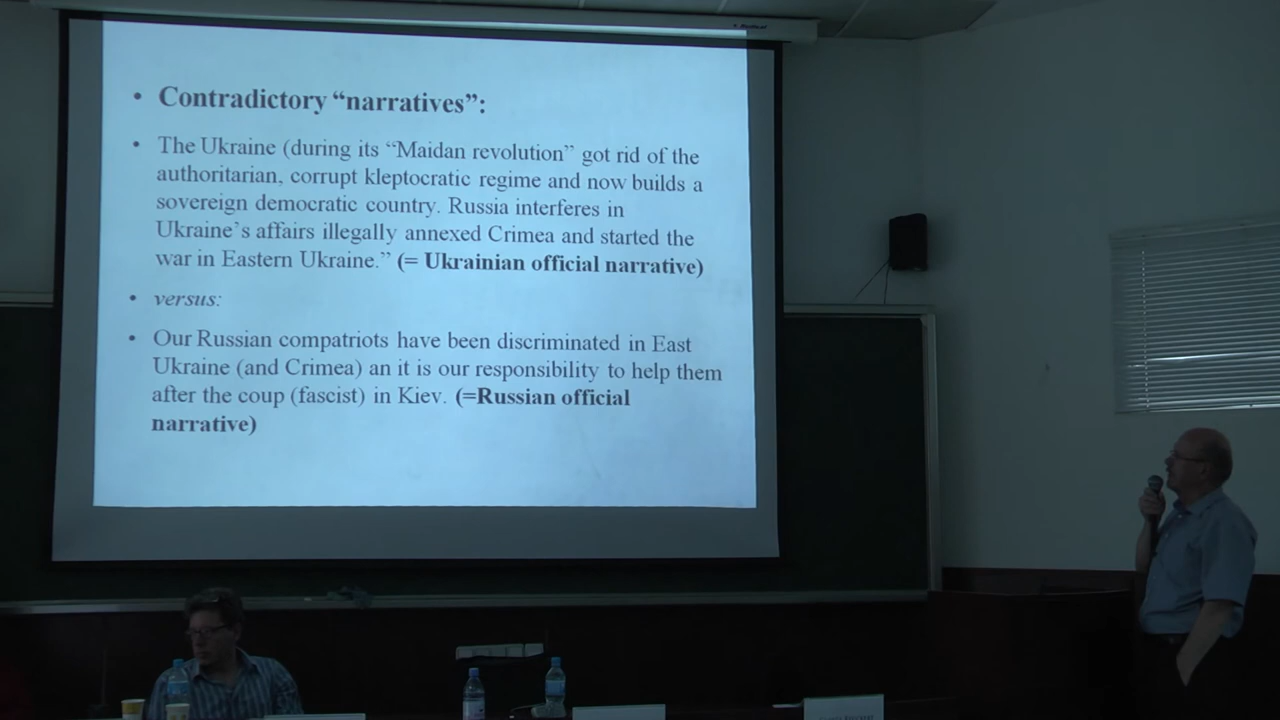 • Contradictory “narratives”:
• The Ukraine (during its “Maidan revolution” got rid of the
authoritarian, corrupt kleptocratic regime and now builds a
sovereign democratic country. Russia interferes in
Ukraine’s affairs illegally annexed Crimea and started the
war in Eastern Ukraine.” (= Ukrainian official narrative)
• versus:
• Our Russian compatriots have been discriminated in East
Ukraine (and Crimea) an it is our responsibility to help them
after the coup (fascist) in Kiev. (=Russian official
narrative)